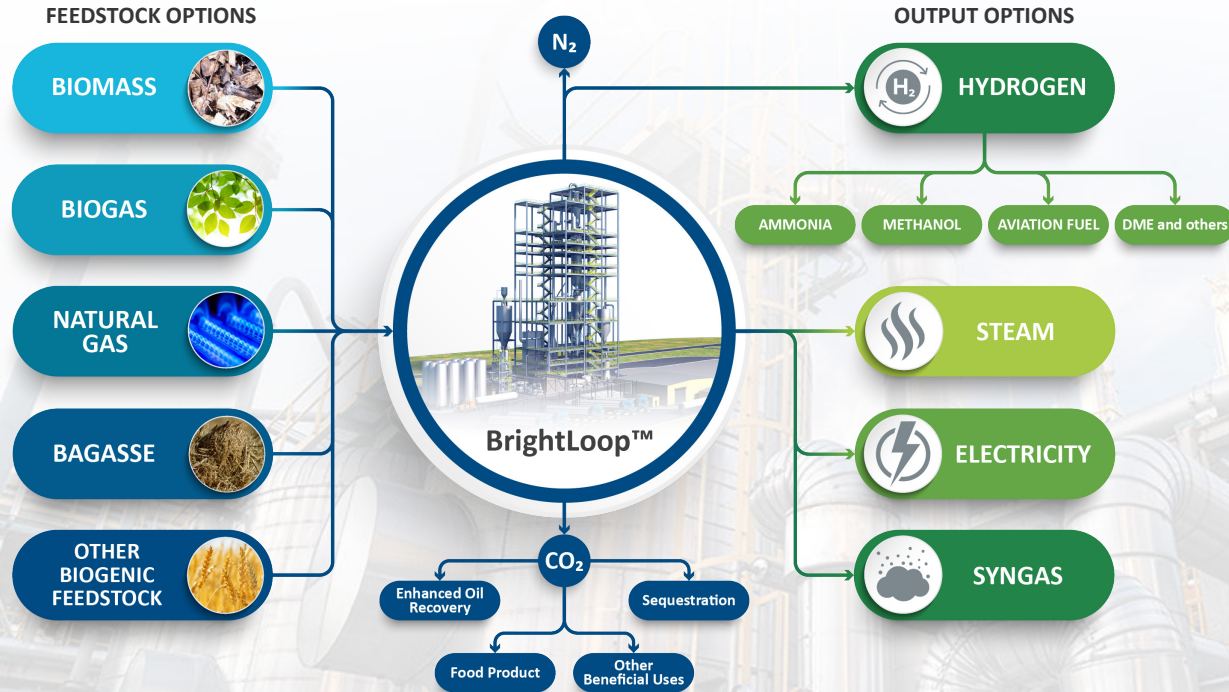 FEEDSTOCK OPTIONS
BIOMASS
BIOGAS
NATURAL
GAS
BAGASSE
OTHER
BIOGENIC
FEEDSTOCK
N₂
BrightLoop™
CO₂
Enhanced Oil
Recovery
Sequestration
Food Product
Other
Beneficial Uses
OUTPUT OPTIONS
H₂
HYDROGEN
AMMONIA
METHANOL
AVIATION FUEL
DME and others
STEAM
ELECTRICITY
SYNGAS